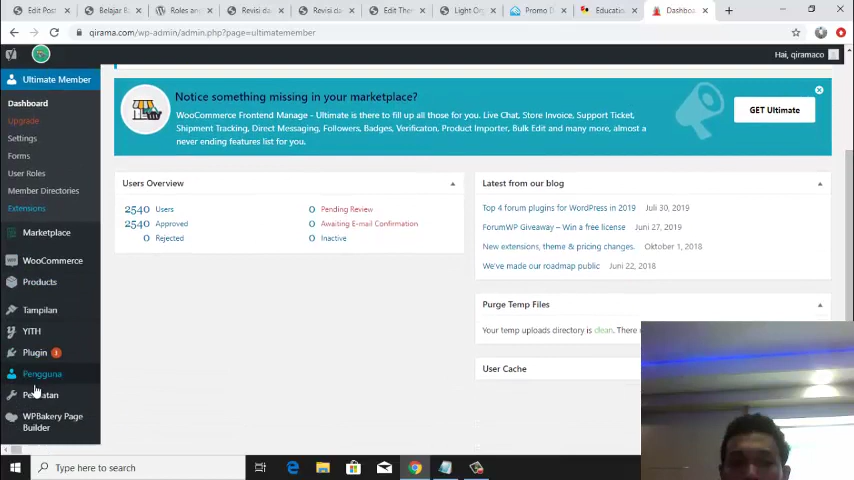 Edit Post
Belajar B
Roles an
Revisi da
Revisi da
Edit The
Light Or
Promo D
Educatio
Dashbo
qirama.com/wp-admin/admin.php?page=ultimatemember
Hai, qiramaco
Ultimate Member
Dashboard
Upgrade
Settings
Forms
User Roles
Member Directories
Extensions
Marketplace
WooCommerce
Products
Tampilan
YITH
Plugin 3
Pengguna
WPBakery Page
Builder
Notice something missing in your marketplace?
WooCommerce Frontend Manage - Ultimate is there to fill up all those for you. Live Chat, Store Invoice, Support Ticket,
Shipment Tracking, Direct Messaging, Followers, Badges, Verificaton, Product Importer, Bulk Edit and many more, almost a
never ending features list for you.
GET Ultimate
Users Overview
2540 Users 0 Pending Review
2540 Approved 0 Awaiting E-mail Confirmation
0 Rejected 0 Inactive
Latest from our blog
Top 4 forum plugins for WordPress in 2019 Juli 30, 2019
ForumWP Giveaway – Win a free license Juni 27, 2019
New extensions, theme & pricing changes. Oktober 1, 2018
We've made our roadmap public Juni 22, 2018
Purge Temp Files
Your temp uploads directory is clean. There
User Cache
Type here to search